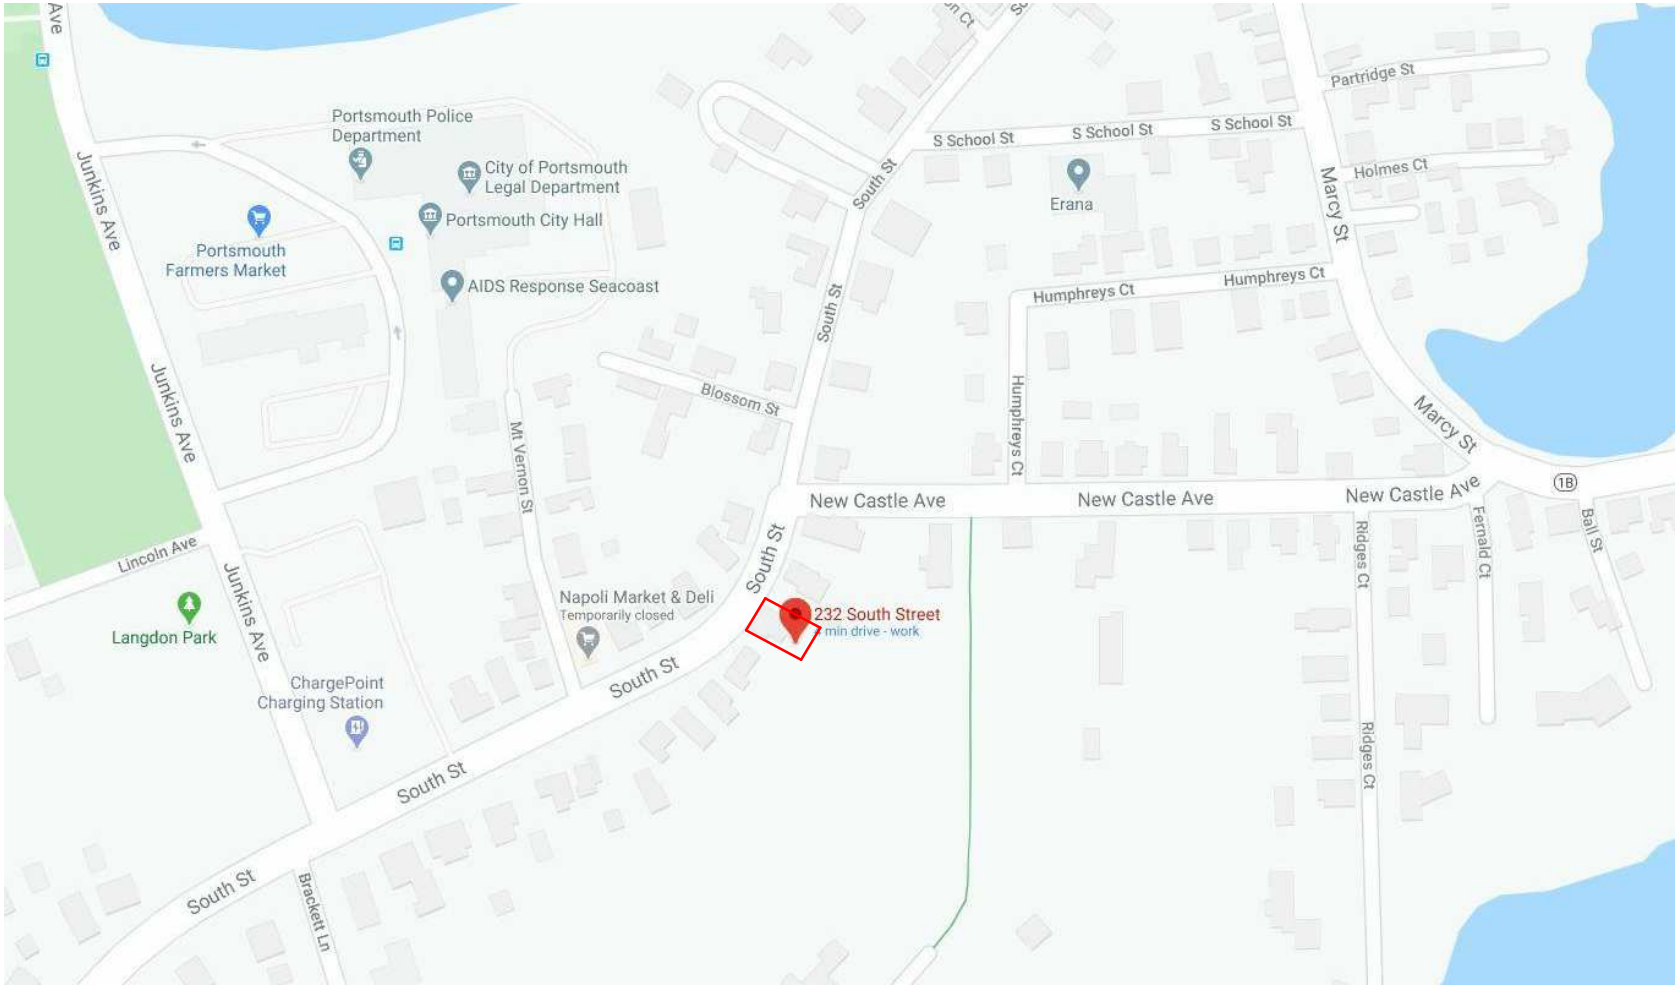 Ave
on Ct
So
Partridge St
Portsmouth Police
Department
S School St
S School St
S School St
City of Portsmouth
Legal Department
Holmes Ct
Junkins Ave
South St
Marcy St
Erana
Portsmouth City Hall
Portsmouth
Farmers Market
AIDS Response Seacoast
Humphreys Ct
Humphreys Ct
South St
Blossom St
Junkins Ave
Humphreys Ct
Marcy St
Mt Vernon St
New Castle Ave
New Castle Ave
New Castle Ave
1B
Lincoln Ave
South St
Ridges Ct
Fernald Ct
Ball St
Junkins Ave
Napoli Market & Deli
Temporarily closed
232 South Street
min drive - work
Langdon Park
South St
ChargePoint
Charging Station
Ridges Ct
South St
South St
Brackett Ln